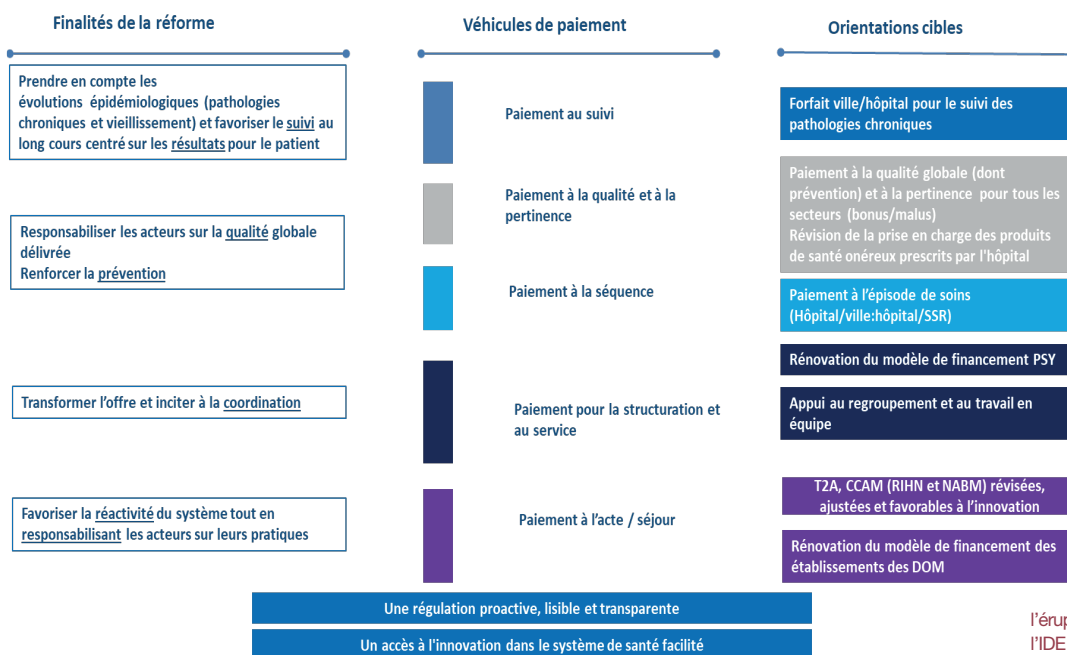 Finalités de la réforme
Véhicules de paiement
Orientations cibles
Prendre en compte les
évolutions épidémiologiques (pathologies
chroniques et vieillissement) et favoriser le suivi au
long cours centré sur les résultats pour le patient
Paiement au suivi
Forfait ville/hôpital pour le suivi des
pathologies chroniques
Responsabiliser les acteurs sur la qualité globale
délivrée
Renforcer la prévention
Paiement à la qualité et à la
pertinence
Paiement à la qualité globale (dont
prévention) et à la pertinence pour tous les
secteurs (bonus/malus)
Révision de la prise en charge des produits
de santé onéreux prescrits par l'hôpital
Paiement à la séquence
Paiement à l'épisode de soins
(Hôpital/ville:hôpital/SSR)
Transformer l'offre et inciter à la coordination
Paiement pour la structuration et
au service
Rénovation du modèle de financement PSY
Appui au regroupement et au travail en
équipe
Favoriser la réactivité du système tout en
responsabilisant les acteurs sur leurs pratiques
Paiement à l'acte / séjour
T2A, CCAM (RIHN et NABM) révisées,
ajustées et favorables à l'innovation
Rénovation du modèle de financement des
établissements des DOM
Une régulation proactive, lisible et transparente
Un accès à l'innovation dans le système de santé facilité
l'érup
l'IDE